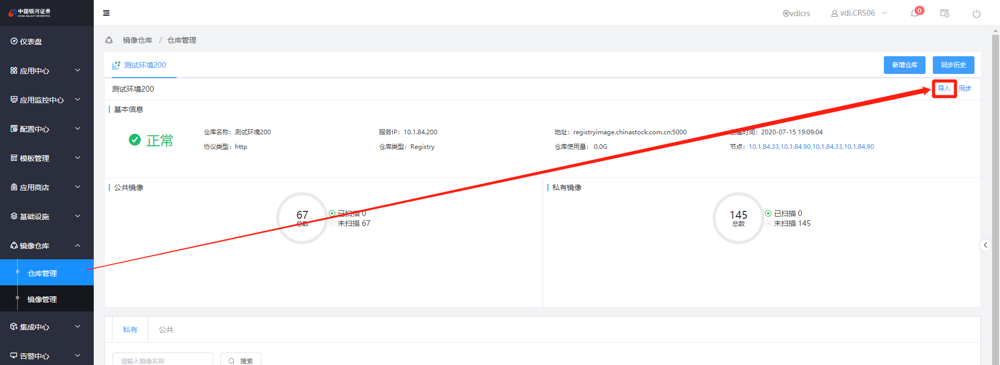 中国银河证券
CHINA GALAXY SECURITIES
vdicrs
vdi.CRS06
0
仪表盘
应用中心
应用监控中心
配置中心
模板管理
应用商店
基础设施
镜像仓库
仓库管理
镜像管理
集成中心
告警中心
镜像仓库 / 仓库管理
测试环境200
新增仓库
同步历史
测试环境200
导入
同步
基本信息
正常
仓库名称：测试环境200
服务IP：10.1.84.200
地址：registryimage.chinastock.com.cn:5000
创建时间：2020-07-15 19:09:04
协议类型：http
仓库类型：Registry
仓库使用量： 0.0G
节点：10.1.84.33,10.1.84.90,10.1.84.33,10.1.84.90
公共镜像
67
总数
已扫描 0
未扫描 67
私有镜像
145
总数
已扫描 0
未扫描 145
私有
公共
请输入镜像名称
搜索